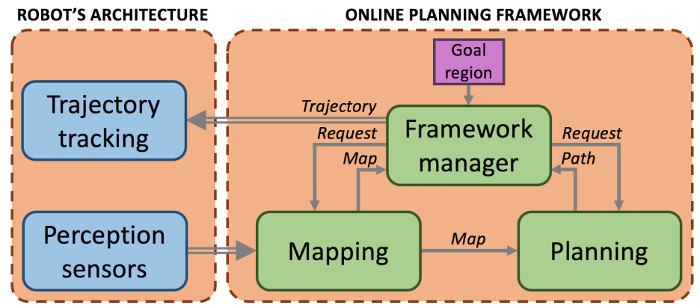 ROBOT'S ARCHITECTURE
ONLINE PLANNING FRAMEWORK
Goal
region
Trajectory
tracking
Trajectory
Framework
manager
Request
Map
Request
Path
Perception
sensors
Mapping
Map
Planning